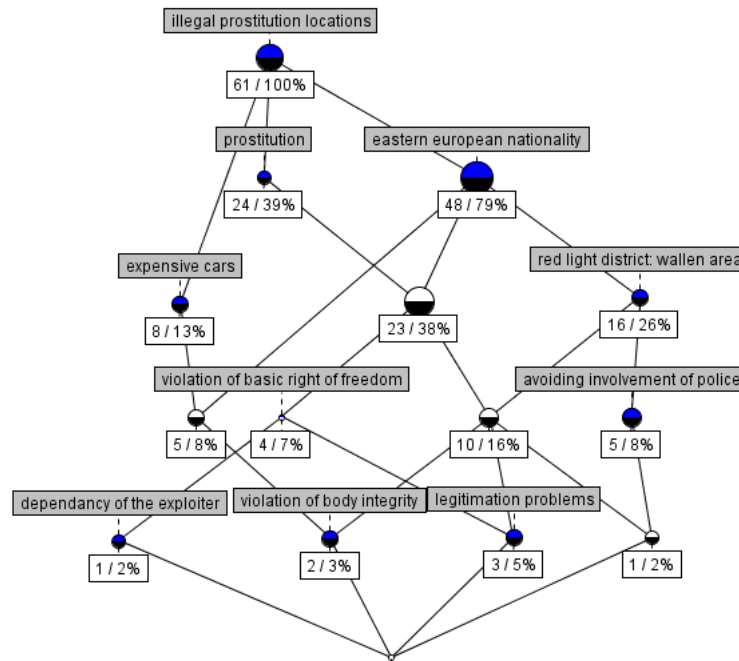 illegal prostitution locations
61 / 100%
prostitution
eastern european nationality
24 / 39%
48 / 79%
expensive cars
red light district: wallen area
8 / 13%
23 / 38%
16 / 26%
violation of basic right of freedom
avoiding involvement of police
5 / 8%
4 / 7%
10 / 16%
5 / 8%
dependancy of the exploiter
violation of body integrity
legitimation problems
1 / 2%
2 / 3%
3 / 5%
1 / 2%